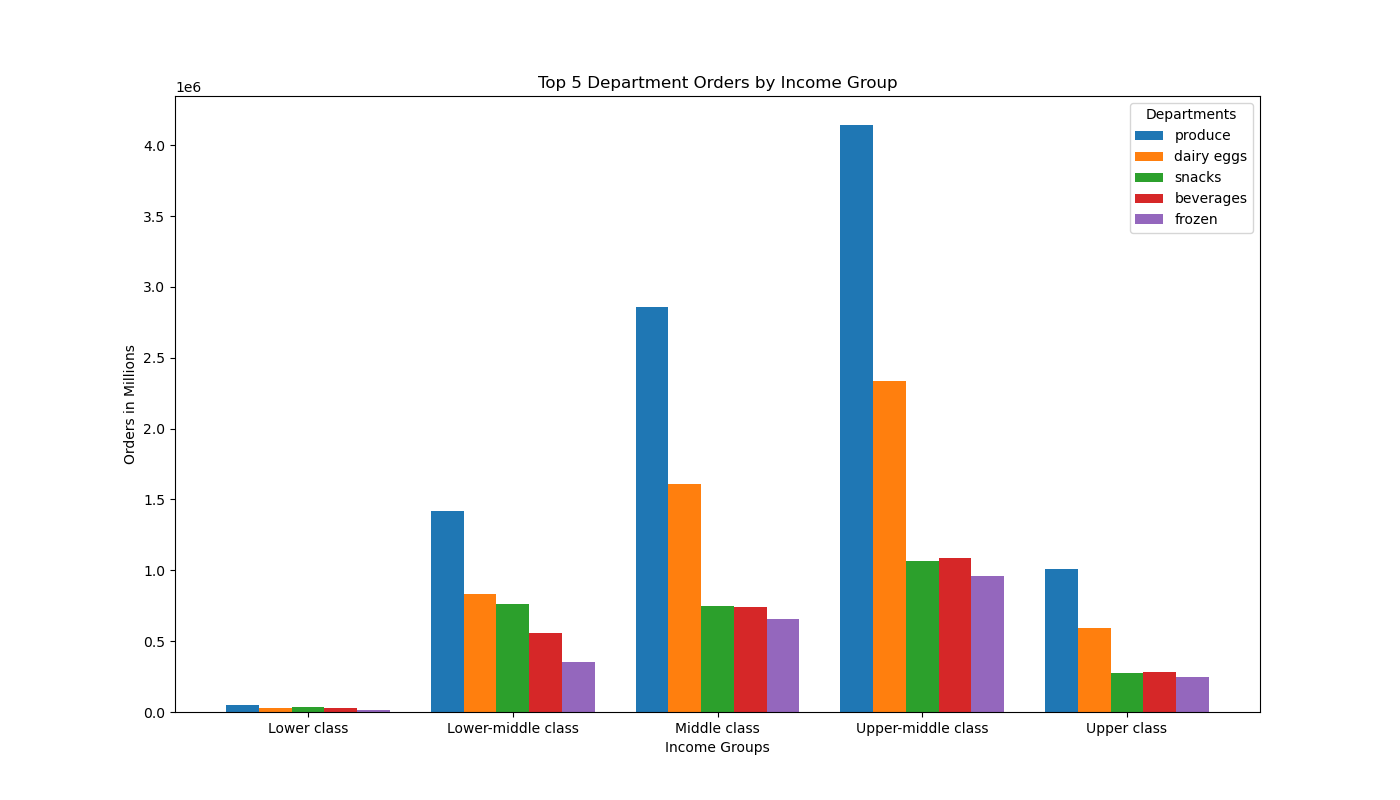 Top 5 Department Orders by Income Group
1e6
Departments
produce
dairy eggs
snacks
beverages
frozen
4.0
3.5
3.0
2.5
2.0
1.5
1.0
0.5
0.0
Orders in Millions
Lower class
Lower-middle class
Middle class
Upper-middle class
Upper class
Income Groups